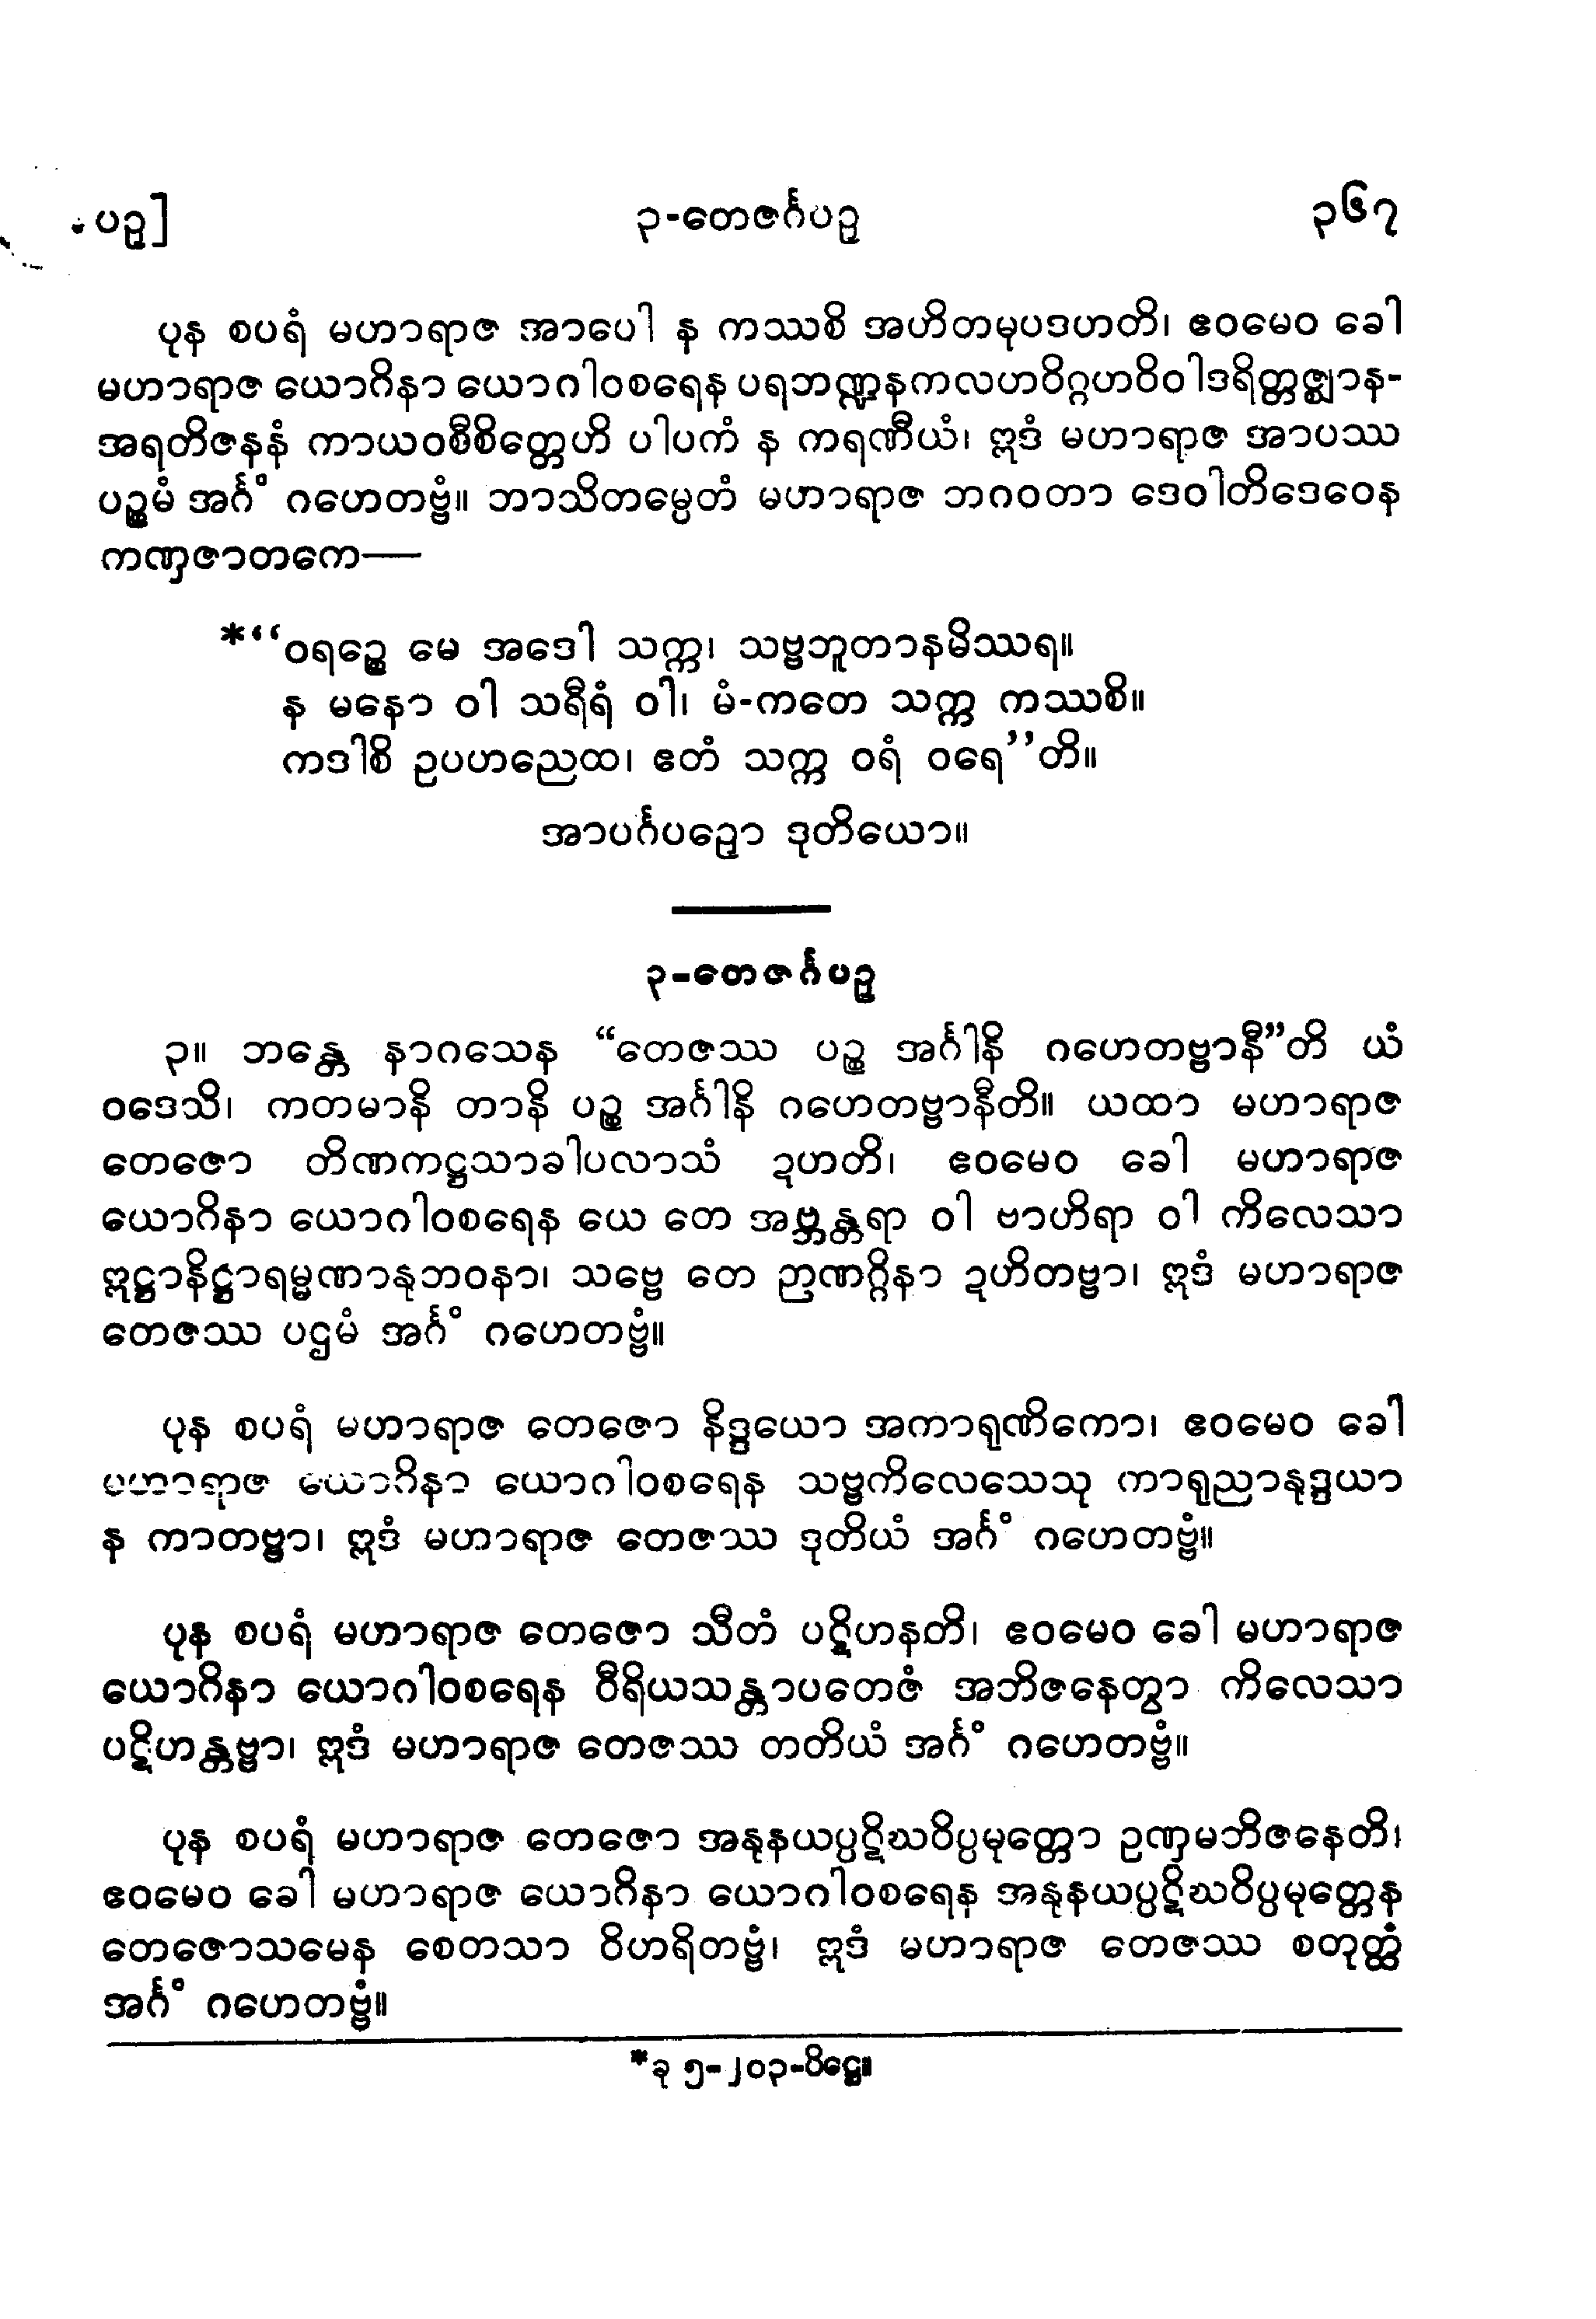 ပဉှ] ၃-တေဇင်္ဂပဉှ ၃၆၇
ပုန စပရံ မဟာရာဇ အာပေါ န ကဿစိ အဟိတမုပဒဟတိ၊ ဧဝမေဝ ခေါ
မဟာရာဇ ယောဂိနာ ယောဂါဝစရေန ပရဘဏ္ဍနကလဟဝိဂ္ဂဟဝိဝါဒရိတ္တဇ္ဈာန-
အရတိဇနနံ ကာယဝစီစိတ္တေဟိ ပါပကံ န ကရဏီယံ၊ ဣဒံ မဟာရာဇ အာပဿ
ပဉ္စမံ အင်္ဂံ ဂဟေတဗ္ဗံ။ ဘာသိတမ္ပေတံ မဟာရာဇ ဘဂဝတာ ဒေဝါတိဒေဝေန
ကဏှဇာတကေ—
*“ဝရဉ္စေ မေ အဒေါ သက္က၊ သဗ္ဗဘူတာနမိဿရ။
န မနော ဝါ သရီရံ ဝါ၊ မံ-ကတေ သက္က ကဿစိ။
ကဒါစိ ဥပဟညေထ၊ ဧတံ သက္က ဝရံ ဝရေ”တိ။
အာပင်္ဂပဉှော ဒုတိယော။
၃-တေဇင်္ဂပဉှ
၃။ ဘန္တေ နာဂသေန “တေဇဿ ပဉ္စ အင်္ဂါနိ ဂဟေတဗ္ဗာနီ”တိ ယံ
ဝဒေသိ၊ ကတမာနိ တာနိ ပဉ္စ အင်္ဂါနိ ဂဟေတဗ္ဗာနီတိ။ ယထာ မဟာရာဇ
တေဇော တိဏကဋ္ဌသာခါပလာသံ ဍဟတိ၊ ဧဝမေဝ ခေါ မဟာရာဇ
ယောဂိနာ ယောဂါဝစရေန ယေ တေ အဗ္ဘန္တရာ ဝါ ဗာဟိရာ ဝါ ကိလေသာ
ဣဋ္ဌာနိဋ္ဌာရမ္မဏာနုဘဝနာ၊ သဗ္ဗေ တေ ဉာဏဂ္ဂိနာ ဍဟိတဗ္ဗာ၊ ဣဒံ မဟာရာဇ
တေဇဿ ပဌမံ အင်္ဂံ ဂဟေတဗ္ဗံ။
ပုန စပရံ မဟာရာဇ တေဇော နိဒ္ဒယော အကာရုဏိကော၊ ဧဝမေဝ ခေါ
မဟာရာဇ ယောဂိနာ ယောဂါဝစရေန သဗ္ဗကိလေသေသု ကာရုညာနုဒ္ဒယာ
န ကာတဗ္ဗာ၊ ဣဒံ မဟာရာဇ တေဇဿ ဒုတိယံ အင်္ဂံ ဂဟေတဗ္ဗံ။
ပုန စပရံ မဟာရာဇ တေဇော သီတံ ပဋိဟနတိ၊ ဧဝမေဝ ခေါ မဟာရာဇ
ယောဂိနာ ယောဂါဝစရေန ဝီရိယသန္တာပတေဇံ အဘိဇနေတွာ ကိလေသာ
ပဋိဟန္တဗ္ဗာ၊ ဣဒံ မဟာရာဇ တေဇဿ တတိယံ အင်္ဂံ ဂဟေတဗ္ဗံ။
ပုန စပရံ မဟာရာဇ တေဇော အနုနယပ္ပဋိဃဝိပ္ပမုတ္တော ဥဏှမဘိဇနေတိ၊
ဧဝမေဝ ခေါ မဟာရာဇ ယောဂိနာ ယောဂါဝစရေန အနုနယပ္ပဋိဃဝိပ္ပမုတ္တေန
တေဇောသမေန စေတသာ ဝိဟရိတဗ္ဗံ၊ ဣဒံ မဟာရာဇ တေဇဿ စတုတ္ထံ
အင်္ဂံ ဂဟေတဗ္ဗံ။
*ခု ၅-၂၀၃-ပိဋ္ဌေ။